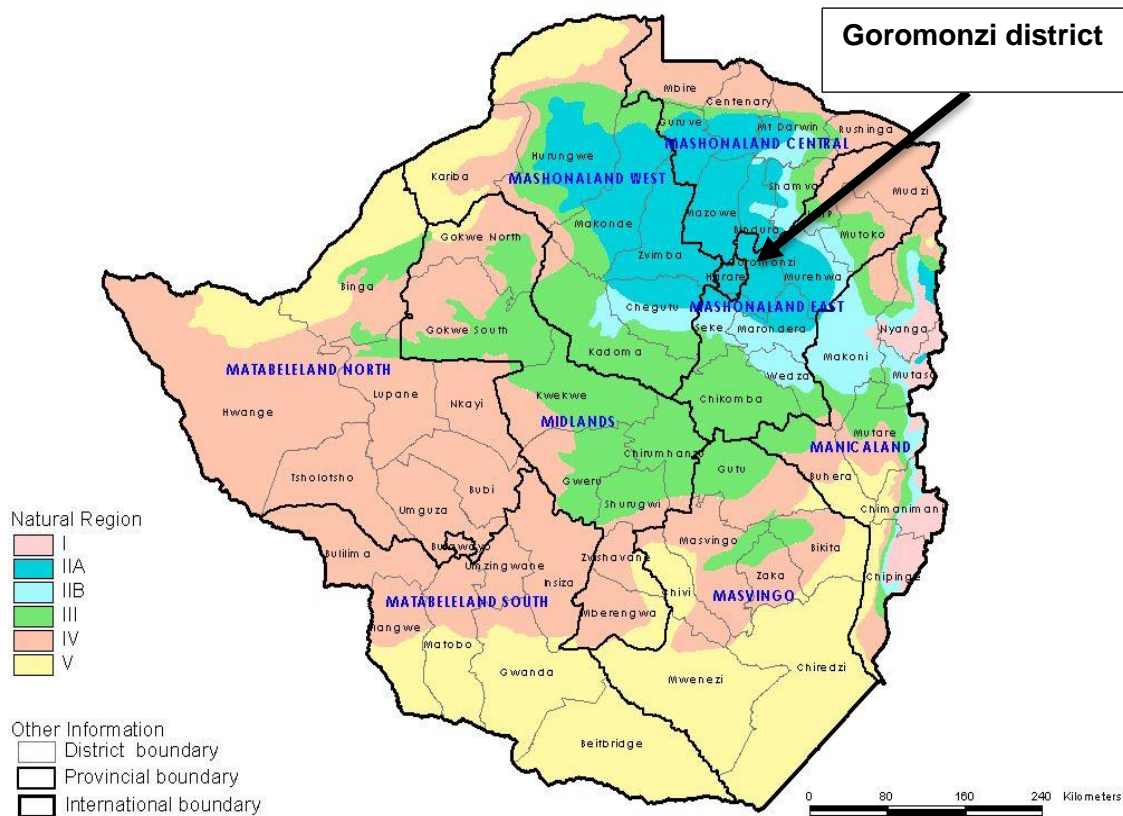 Goromonzi district
Mbire
Centenary
Guruve
Mt Darwin
Rushinga
MASHONALAND CENTRAL
Hurungwe
Kariba
MASHONALAND WEST
Shamva
Mudzi
Makonde
Mazowe
Bindura
Mutoko
Gokwe North
Zvimba
Harare
Murehwa
Binga
Chegutu
MASHONALAND EAST
Seke
Marondera
Nyanga
Gokwe South
Kadoma
Makoni
MATABELELAND NORTH
Wedza
Mutasa
Lupane
Nkayi
Kwekwe
Chikomba
Hwange
MIDLANDS
Mutare
MANICALAND
Chirumhanzu
Gutu
Tsholotsho
Bubi
Gweru
Buhera
Shurugwi
Chimanimani
Umguza
Natural Region
I
IIA
IIB
III
IV
V
Masvingo
Bikita
Bulilima
Bulawayo
Zvishavane
Umzingwane
Zaka
Chipinge
Insiza
Chivi
MATABELELAND SOUTH
MASVINGO
Mberengwa
Matobo
Gwanda
Chiredzi
Mwenezi
Beitbridge
Other Information
District boundary
Provincial boundary
International boundary
0 80 160 240 Kilometers